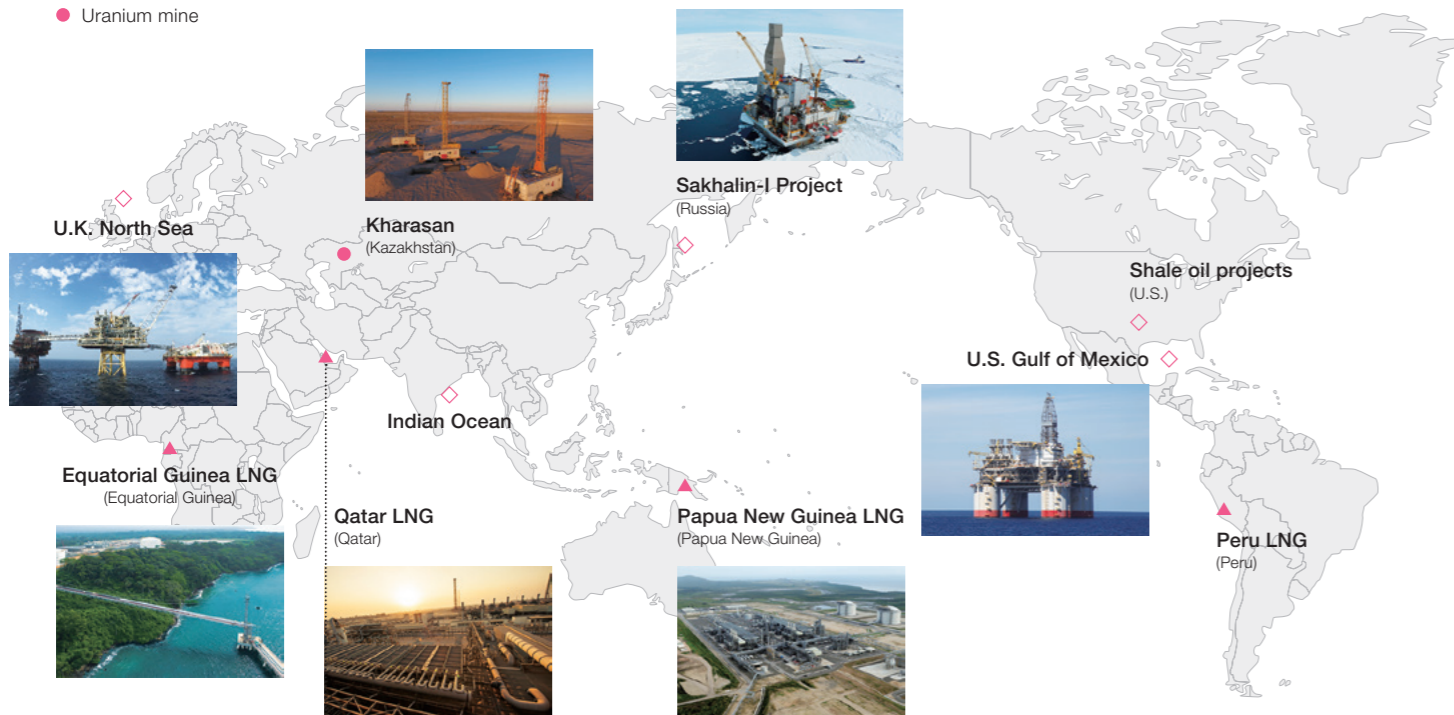 Uranium mine
Sakhalin-I Project
(Russia)
U.K. North Sea
Kharasan
(Kazakhstan)
Shale oil projects
(U.S.)
U.S. Gulf of Mexico
Indian Ocean
Equatorial Guinea LNG
(Equatorial Guinea)
Qatar LNG
(Qatar)
Papua New Guinea LNG
(Papua New Guinea)
Peru LNG
(Peru)